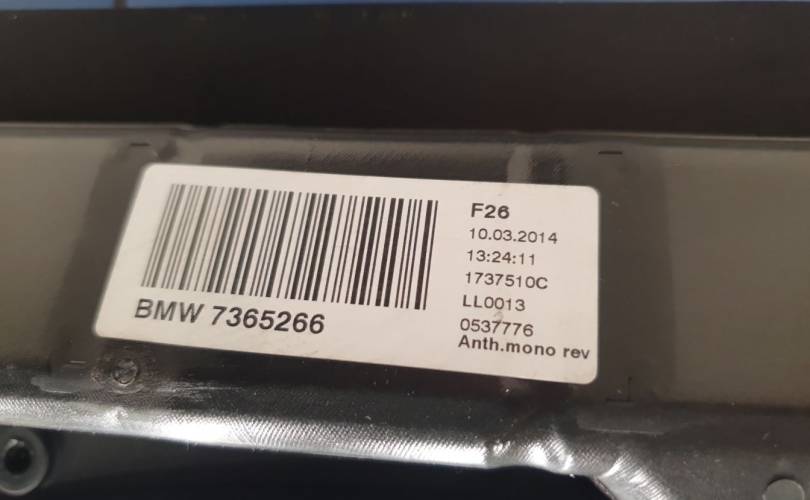 BMW 7365266
F26
10.03.2014
13:24:11
1737510C
LL0013
0537776
Anth.mono rev